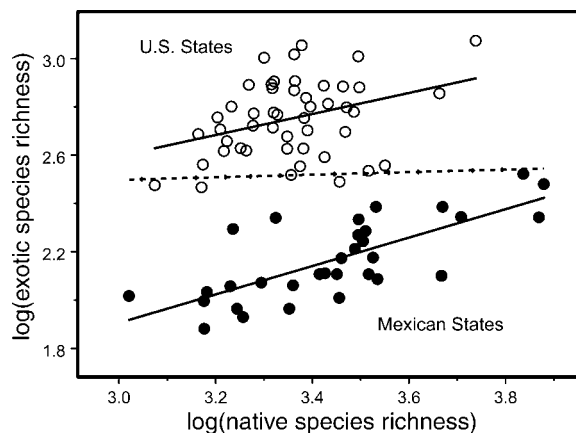 log(exotic species richness)
3.0
2.6
2.2
1.8
U.S. States
Mexican States
3.0 3.2 3.4 3.6 3.8
log(native species richness)